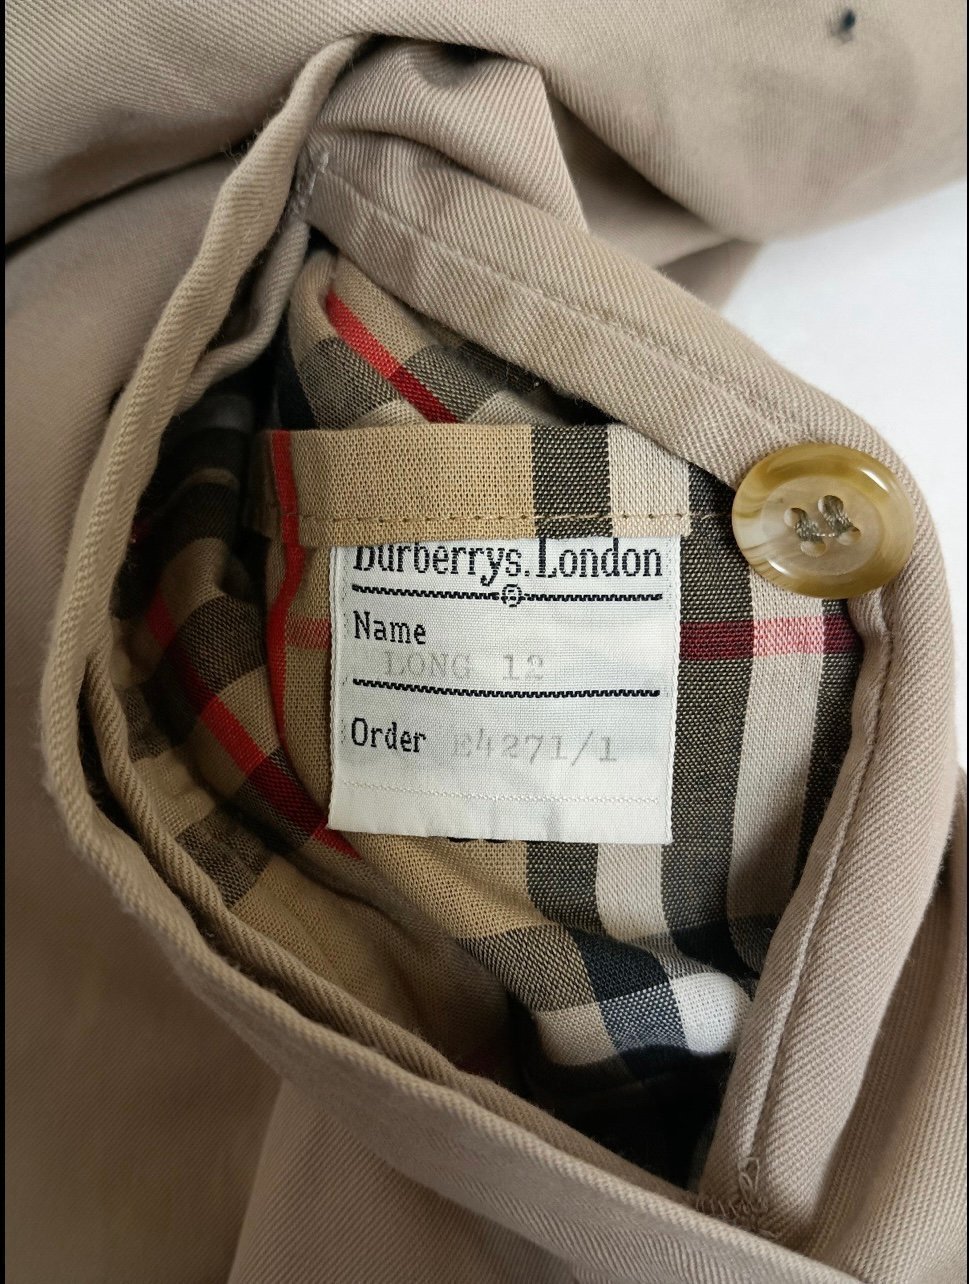 Burberrys. London
Name
LONG 12
Order E4271/1